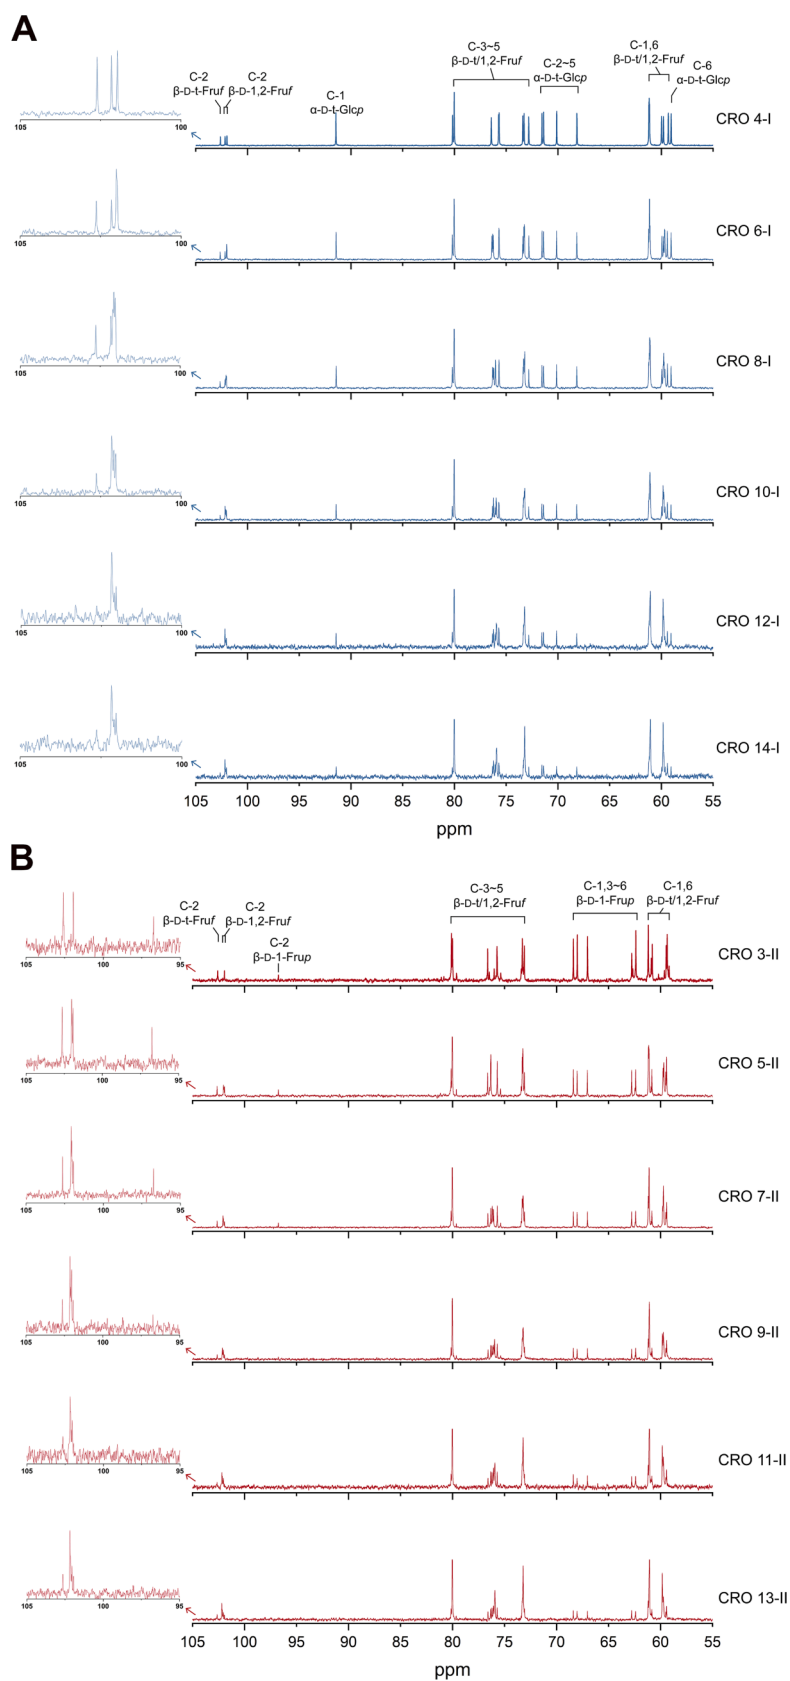 A
C-2
β-D-t-Fruf
C-2
β-D-1,2-Fruf
C-1
α-D-t-Glcp
C-3~5
β-D-t/1,2-Fruf
C-2~5
α-D-t-Glcp
C-1,6
β-D-t/1,2-Fruf
C-6
α-D-t-Glcp
105 100
CRO 4-I
105 100
CRO 6-I
105 100
CRO 8-I
105 100
CRO 10-I
105 100
CRO 12-I
105 100
CRO 14-I
105 100 95 90 85 80 75 70 65 60 55
ppm
B
C-2
β-D-t-Fruf
C-2
β-D-1,2-Fruf
C-2
β-D-1-Frup
C-3~5
β-D-t/1,2-Fruf
C-1,3~6
β-D-1-Frup
C-1,6
β-D-t/1,2-Fruf
105 100 95
CRO 3-II
105 100 95
CRO 5-II
105 100 95
CRO 7-II
105 100 95
CRO 9-II
105 100 95
CRO 11-II
105 100 95
CRO 13-II
105 100 95 90 85 80 75 70 65 60 55
ppm